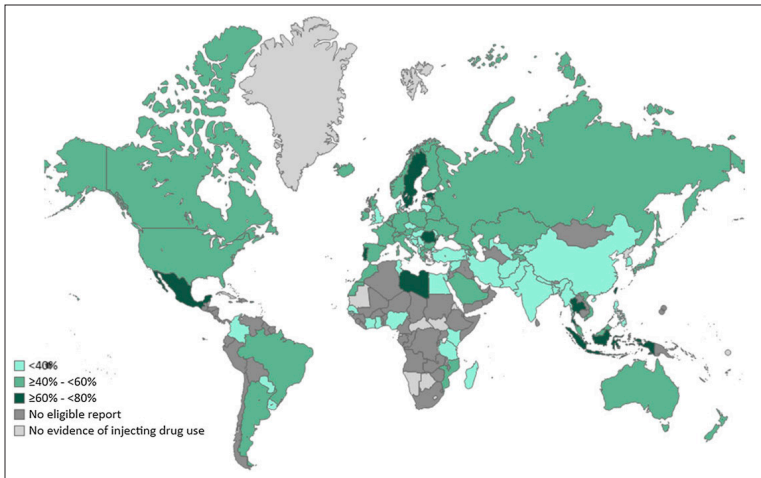 <40%
≥40% - <60%
≥60% - <80%
No eligible report
No evidence of injecting drug use